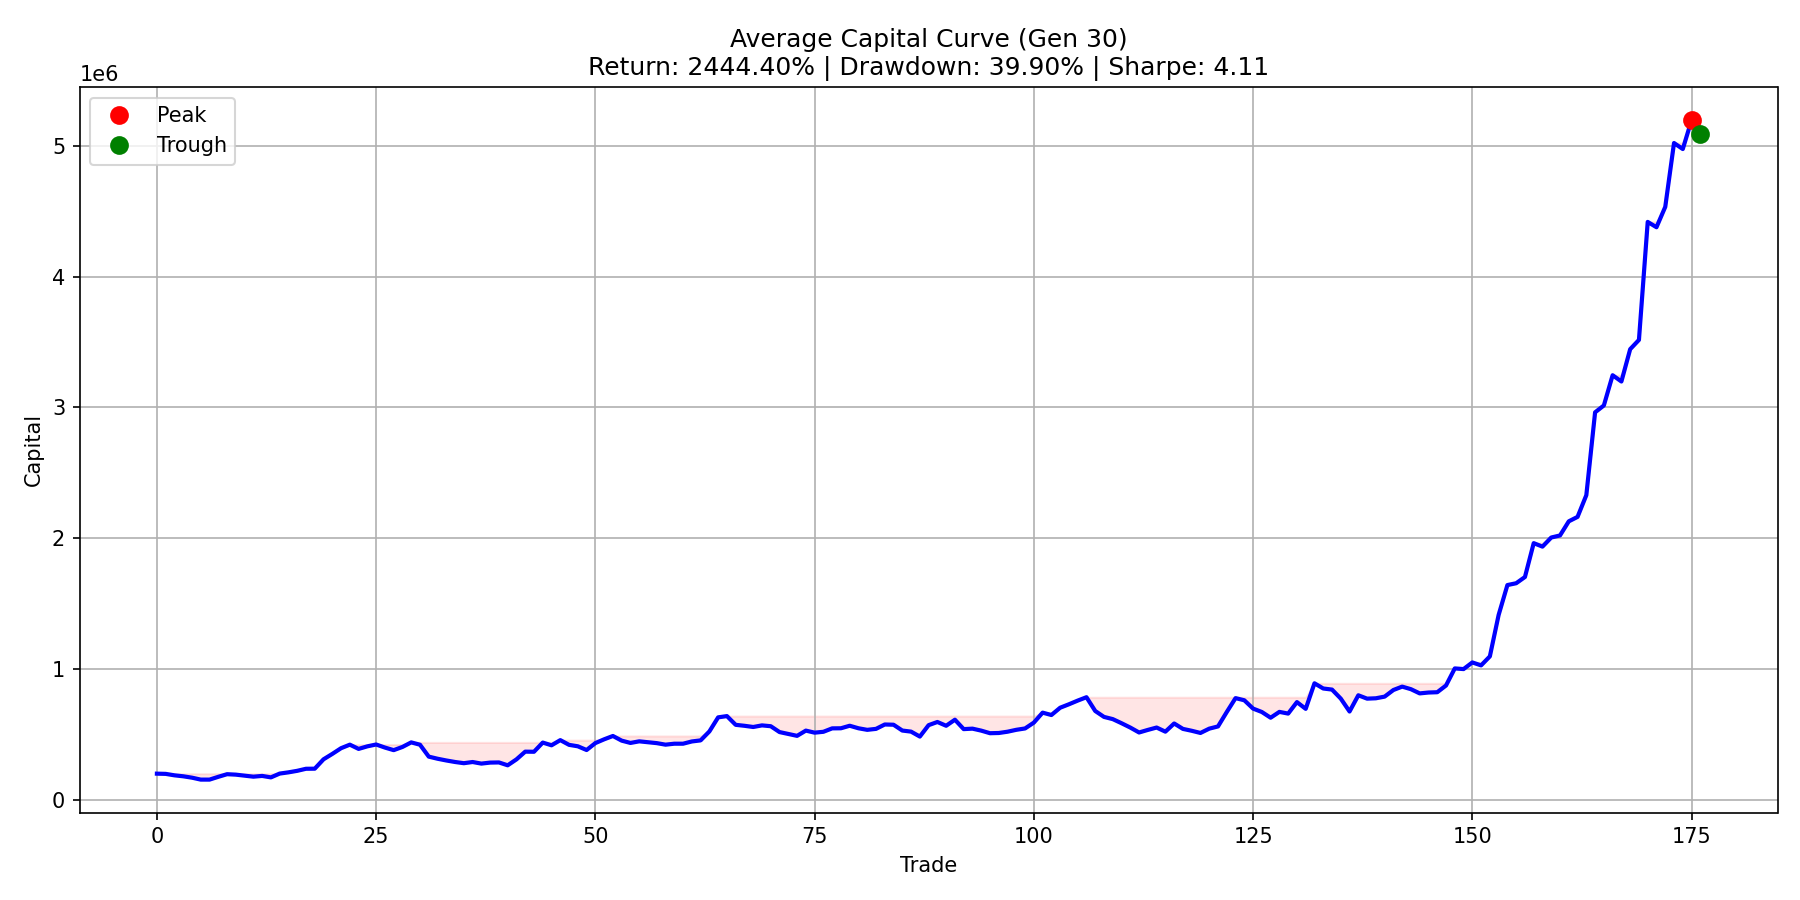 Average Capital Curve (Gen 30)
Return: 2444.40% | Drawdown: 39.90% | Sharpe: 4.11
1e6
Peak
Trough
5
4
3
2
1
0
Capital
0 25 50 75 100 125 150 175
Trade